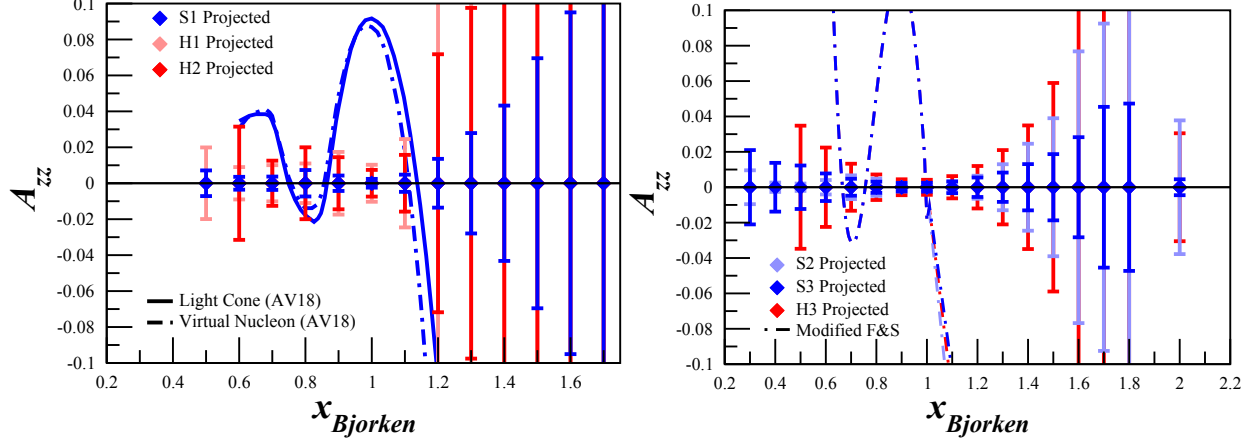 S1 Projected
H1 Projected
H2 Projected
0.1
0.08
0.06
0.04
0.02
0
-0.02
-0.04
-0.06
-0.08
-0.1
A_zz
Light Cone (AV18)
Virtual Nucleon (AV18)
0.2 0.4 0.6 0.8 1 1.2 1.4 1.6
x_Bjorken
0.1
0.08
0.06
0.04
0.02
0
-0.02
-0.04
-0.06
-0.08
-0.1
A_zz
S2 Projected
S3 Projected
H3 Projected
Modified F&S
0.2 0.4 0.6 0.8 1 1.2 1.4 1.6 1.8 2 2.2
x_Bjorken